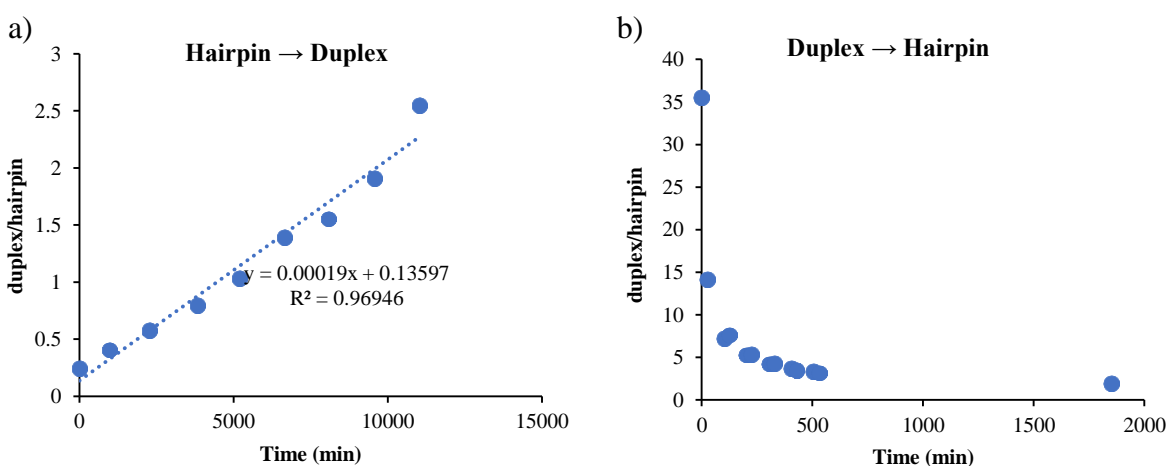 a)
Hairpin → Duplex
3
2.5
2
1.5
1
0.5
0
duplex/hairpin
y = 0.00019x + 0.13597
R² = 0.96946
0
5000
10000
15000
Time (min)
b)
Duplex → Hairpin
40
35
30
25
20
15
10
5
0
duplex/hairpin
0
500
1000
1500
2000
Time (min)